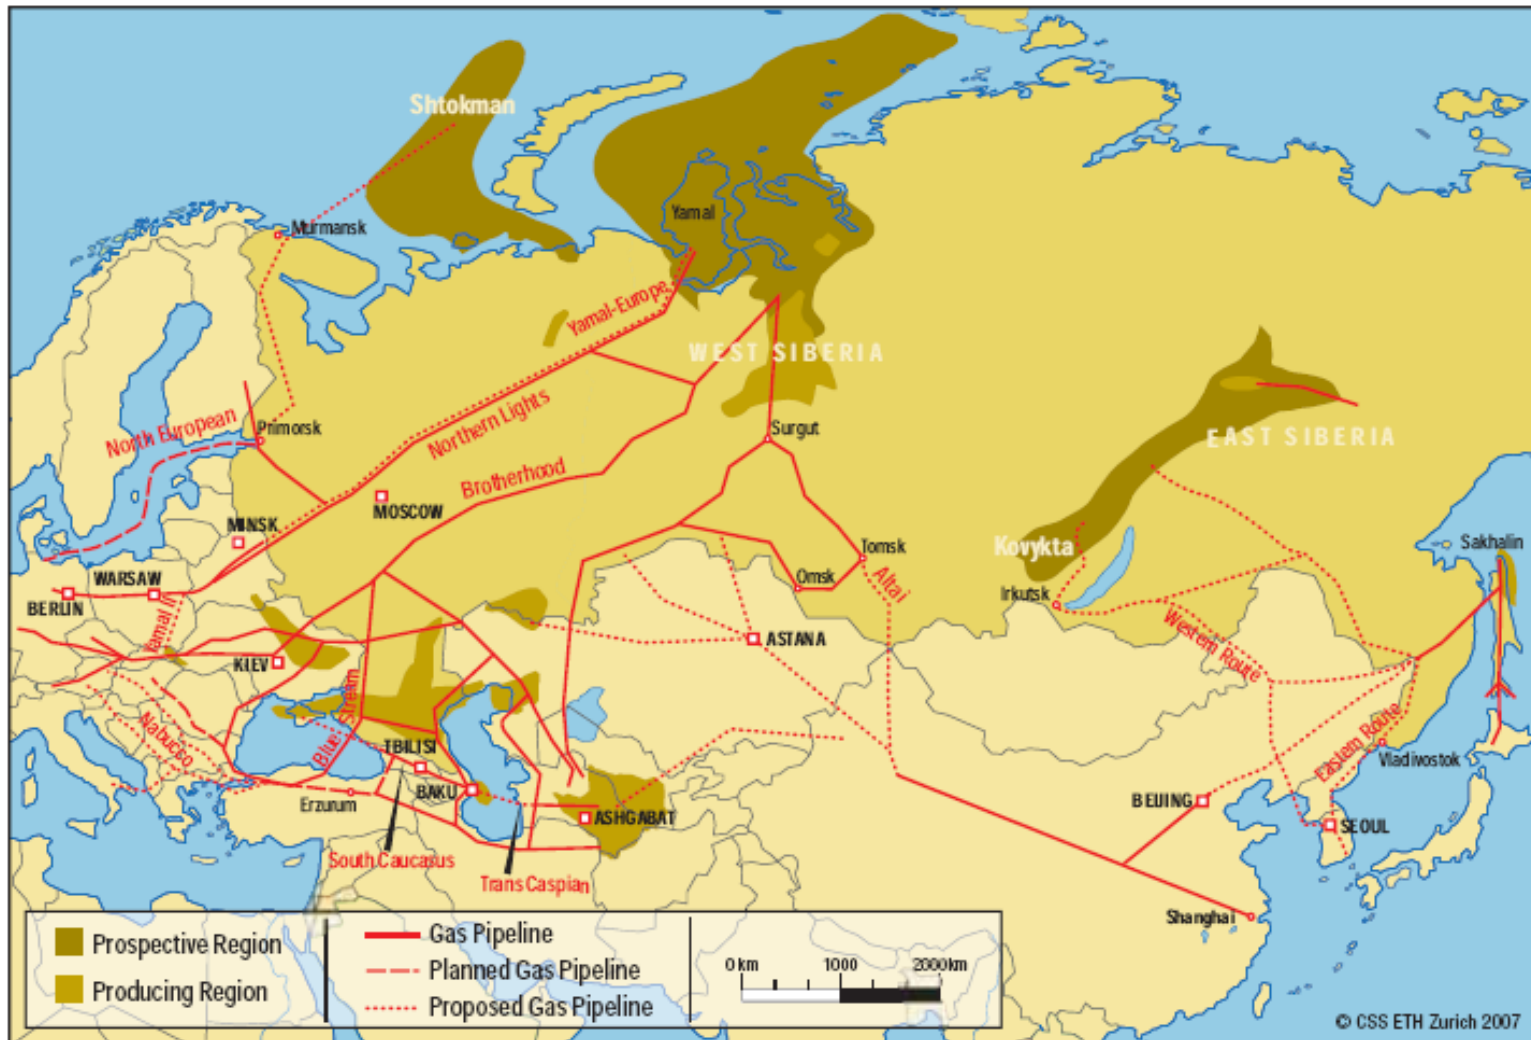 Shtokman
Murmansk
Yamal
Yamal-Europe
WEST SIBERIA
North European
Primorsk
Northern Lights
Brotherhood
Surgut
EAST SIBERIA
MOSCOW
MINSK
Kovykta
Tomsk
Sakhalin
WARSAW
BERLIN
Omsk
Altai
Irkutsk
Yamal II
KIEV
ASTANA
Western Route
Nabucco
Blue Stream
TBILISI
Eastern Route
Vladivostok
Erzurum
BAKU
ASHGABAT
BEIJING
SEOUL
South Caucasus
Trans Caspian
Shanghai
Prospective Region
Producing Region
Gas Pipeline
Planned Gas Pipeline
Proposed Gas Pipeline
0 km 1000 2000km
© CSS ETH Zurich 2007